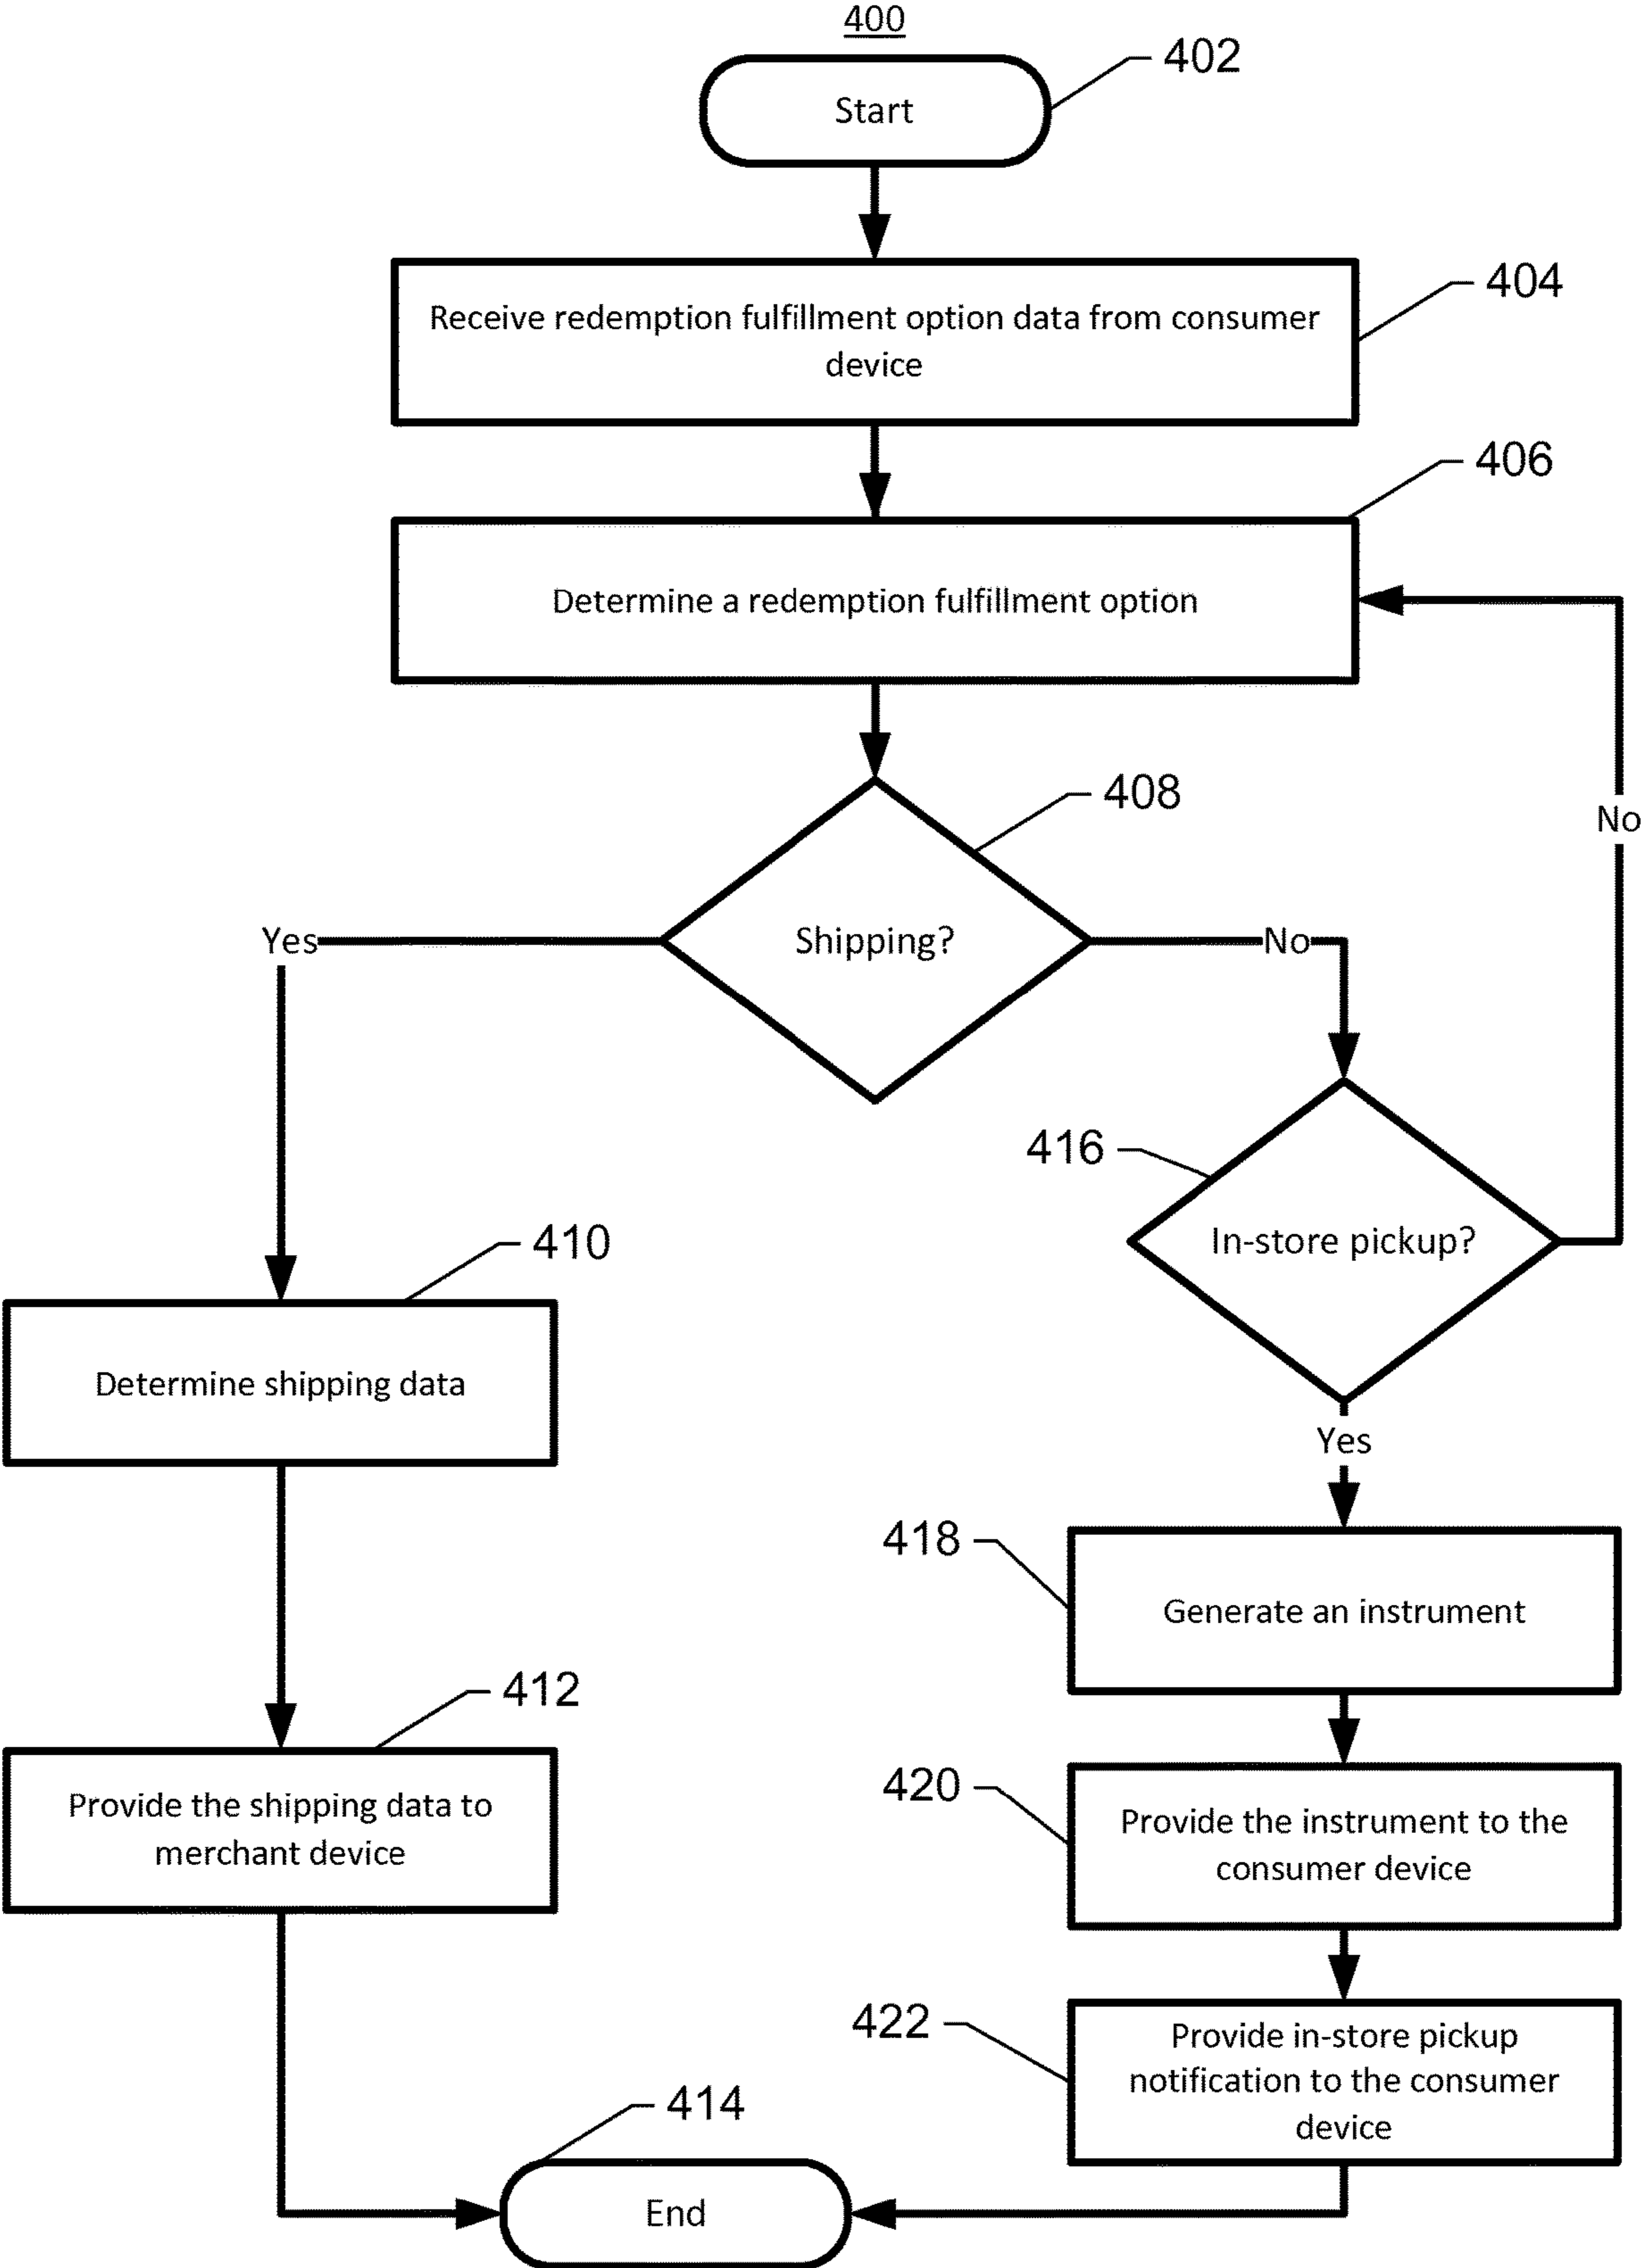 400
402
Start
404
Receive redemption fulfillment option data from consumer
device
406
Determine a redemption fulfillment option
408
No
Yes
Shipping?
No
416
In-store pickup?
410
Determine shipping data
Yes
418
Generate an instrument
412
Provide the shipping data to
merchant device
420
Provide the instrument to the
consumer device
422
Provide in-store pickup
notification to the consumer
device
414
End